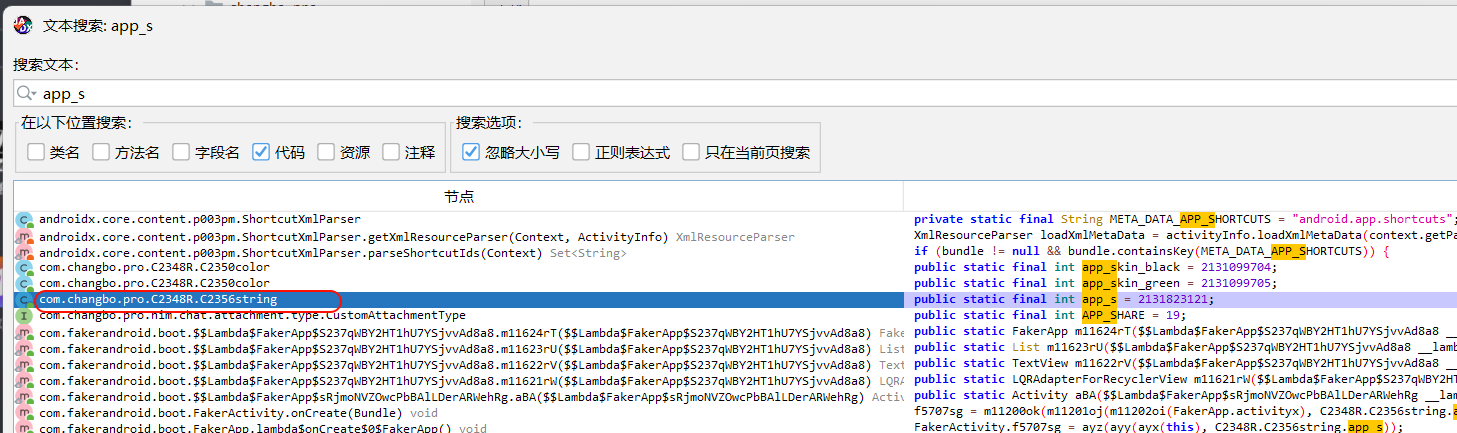 文本搜索: app_s
搜索文本:
app_s
在以下位置搜索:
搜索选项:
类名 方法名 字段名 代码 资源 注释
忽略大小写 正则表达式 只在当前页搜索
节点
androidx.core.content.p003pm.ShortcutXmlParser private static final String META_DATA_APP_SHORTCUTS = "android.app.shortcuts";
androidx.core.content.p003pm.ShortcutXmlParser.getXmlResourceParser(Context, ActivityInfo) XmlResourceParser XmlResourceParser loadXmlMetaData = activityInfo.loadXmlMetaData(context.getPa
androidx.core.content.p003pm.ShortcutXmlParser.parseShortcutIds(Context) Set<String> if (bundle != null && bundle.containsKey(META_DATA_APP_SHORTCUTS)) {
com.changbo.pro.C2348R.C2350color public static final int app_skin_black = 2131099704;
com.changbo.pro.C2348R.C2350color public static final int app_skin_green = 2131099705;
com.changbo.pro.C2348R.C2356string public static final int app_s = 2131823121;
com.changbo.pro.nim.chat.attachment.type.CustomAttachmentType public static final int APP_SHARE = 19;
com.fakerandroid.boot.$$Lambda$FakerApp$S237qWBY2HT1hU7YSjvvAd8a8.m11624rT($$Lambda$FakerApp$S237qWBY2HT1hU7YSjvvAd8a8) Fake public static FakerApp m11624rT($$Lambda$FakerApp$S237qWBY2HT1hU7YSjvvAd8a8 __
com.fakerandroid.boot.$$Lambda$FakerApp$S237qWBY2HT1hU7YSjvvAd8a8.m11623rU($$Lambda$FakerApp$S237qWBY2HT1hU7YSjvvAd8a8) List public static List m11623rU($$Lambda$FakerApp$S237qWBY2HT1hU7YSjvvAd8a8 __lamb
com.fakerandroid.boot.$$Lambda$FakerApp$S237qWBY2HT1hU7YSjvvAd8a8.m11622rV($$Lambda$FakerApp$S237qWBY2HT1hU7YSjvvAd8a8) Text public static TextView m11622rV($$Lambda$FakerApp$S237qWBY2HT1hU7YSjvvAd8a8 __
com.fakerandroid.boot.$$Lambda$FakerApp$S237qWBY2HT1hU7YSjvvAd8a8.m11621rW($$Lambda$FakerApp$S237qWBY2HT1hU7YSjvvAd8a8) LQRA public static LQRAdapterForRecyclerView m11621rW($$Lambda$FakerApp$S237qWBY2HT
com.fakerandroid.boot.$$Lambda$FakerApp$sRjmoNVZOwcPbBAlLDerARWehRg.aBA($$Lambda$FakerApp$sRjmoNVZOwcPbBAlLDerARWehRg) Activ public static Activity aBA($$Lambda$FakerApp$sRjmoNVZOwcPbBAlLDerARWehRg __lam
com.fakerandroid.boot.FakerActivity.onCreate(Bundle) void f5707sg = m11200ok(m11201oj(m11202oi(FakerApp.activityx), C2348R.C2356string.a
com.fakerandroid.boot.FakerApp.lambda$onCreate$0$FakerApp() void FakerActivity.f5707sg = ayz(ayy(ayx(this), C2348R.C2356string.app_s));